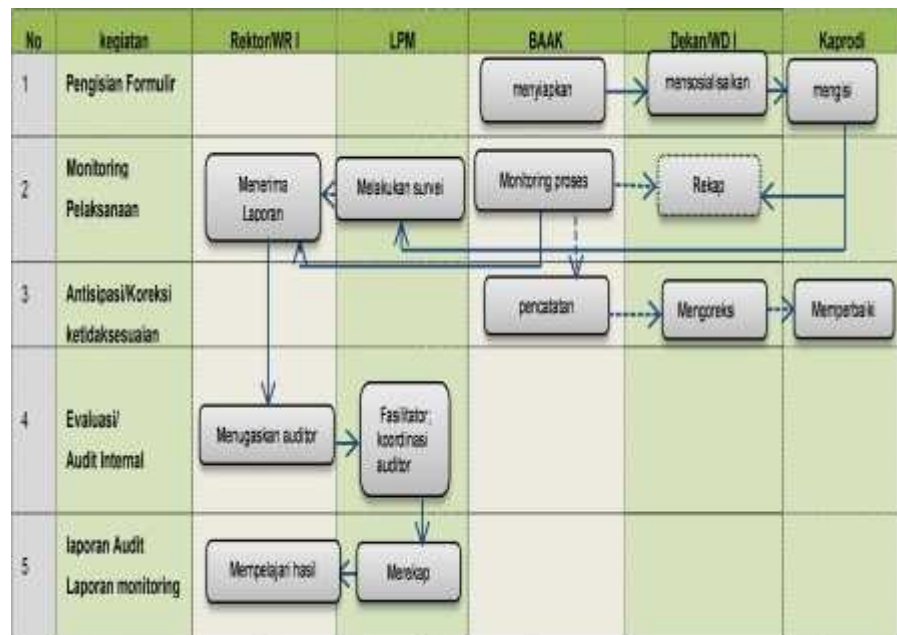 No kegiatan Rektor/WR I LPM BAAK Dekan/WD I Kaprodi
1 Pengisian Formulir menyiapkan mensosialisaikan mengisi
2 Monitoring
Pelaksanaan
Menerima
Laporan
Melakukan survei
Monitoring proses
Rekap
3 Antisipasi/Koreksi
ketidaksesuaian
pencatatan
Mengoreksi
Memperbaiki
4 Evaluasi/
Audit Internal
Menugaskan auditor
Fasilitator;
koordinasi
auditor
5 laporan Audit
Laporan monitoring
Mempelajari hasil
Merekap